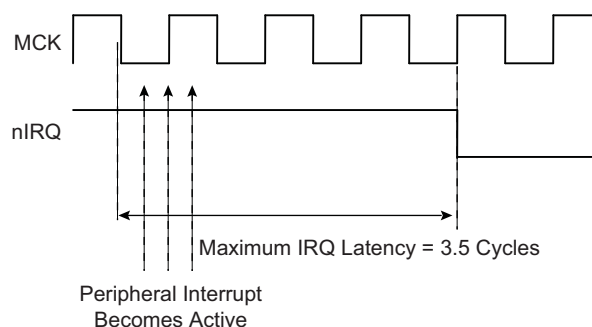 MCK
nIRQ
Maximum IRQ Latency = 3.5 Cycles
Peripheral Interrupt
Becomes Active